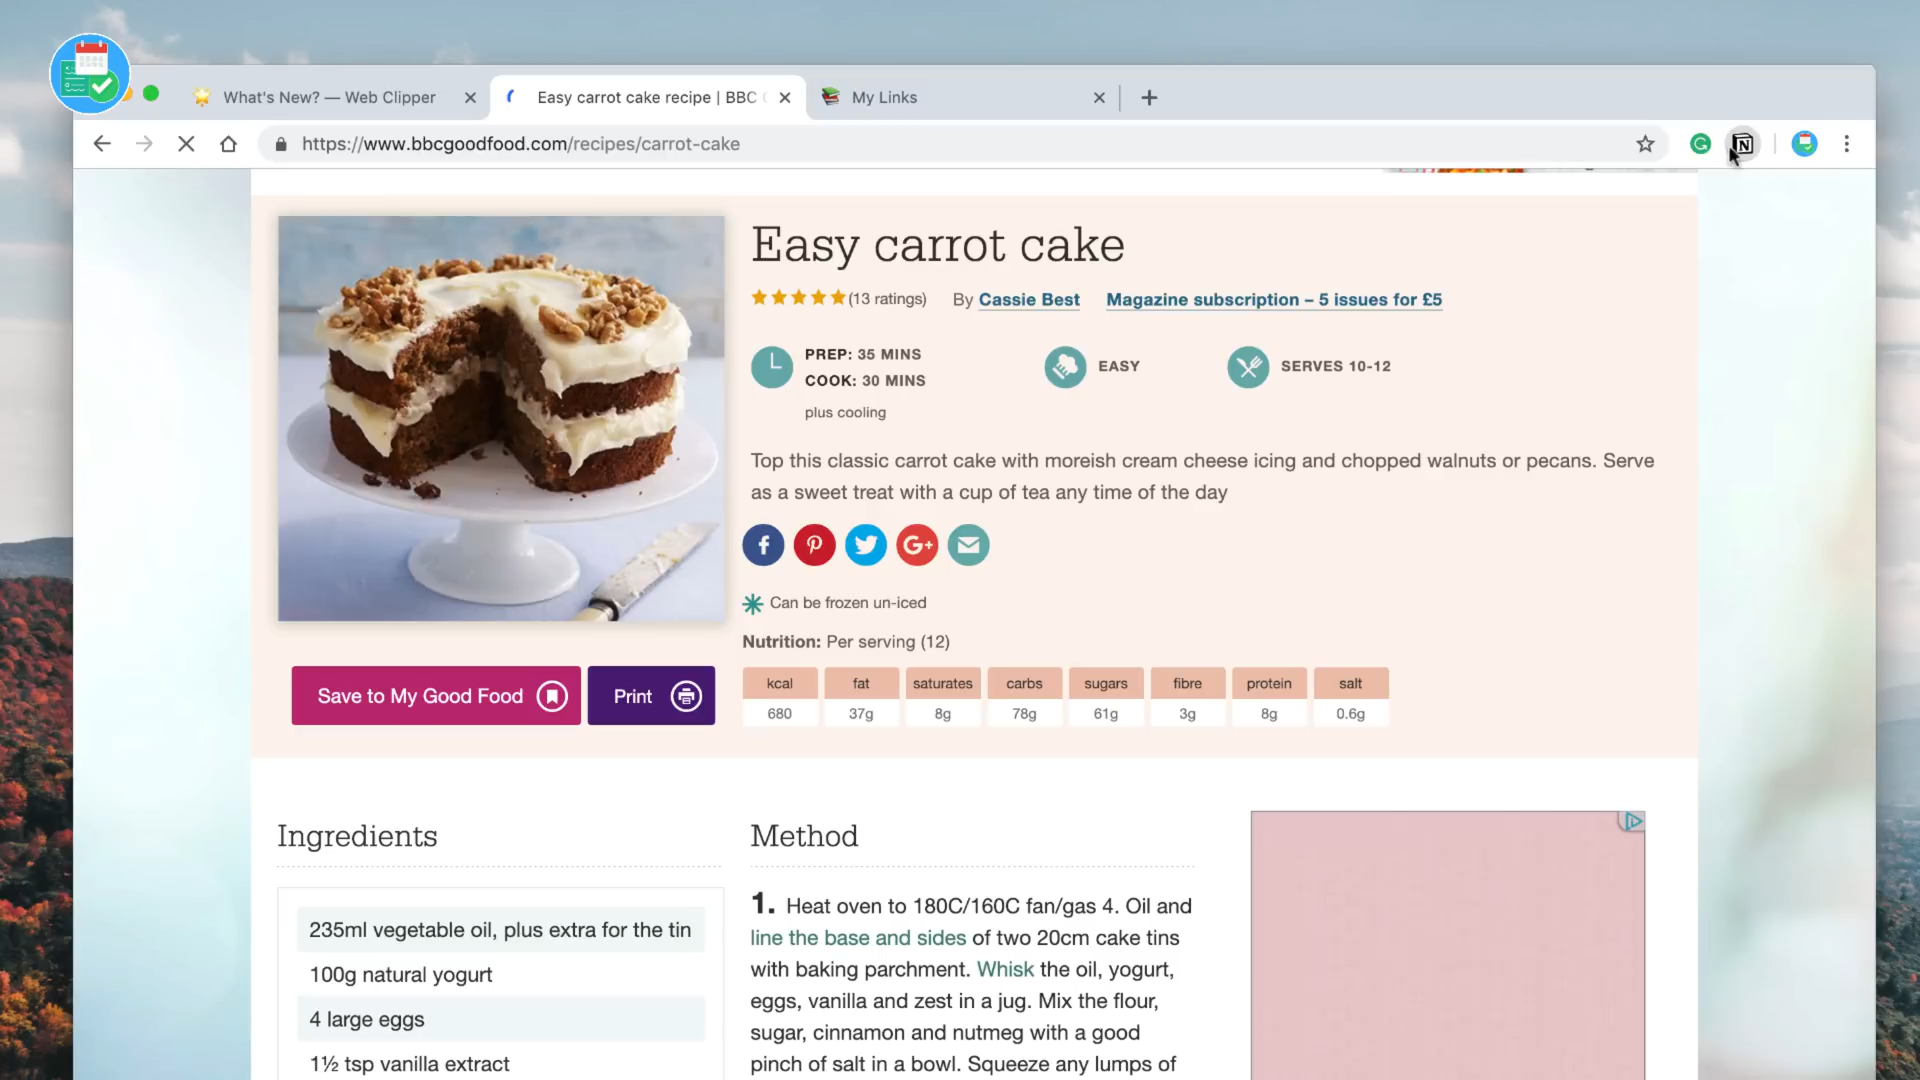 What's New? — Web Clipper
Easy carrot cake recipe | BBC
My Links
https://www.bbcgoodfood.com/recipes/carrot-cake
Easy carrot cake
(13 ratings)
By Cassie Best
Magazine subscription – 5 issues for £5
PREP: 35 MINS
COOK: 30 MINS
plus cooling
EASY
SERVES 10-12
Top this classic carrot cake with moreish cream cheese icing and chopped walnuts or pecans. Serve
as a sweet treat with a cup of tea any time of the day
Can be frozen un-iced
Nutrition: Per serving (12)
kcal fat saturates carbs sugars fibre protein salt
680 37g 8g 78g 61g 3g 8g 0.6g
Save to My Good Food
Print
Ingredients
235ml vegetable oil, plus extra for the tin
100g natural yogurt
4 large eggs
1½ tsp vanilla extract
Method
1. Heat oven to 180C/160C fan/gas 4. Oil and
line the base and sides of two 20cm cake tins
with baking parchment. Whisk the oil, yogurt,
eggs, vanilla and zest in a jug. Mix the flour,
sugar, cinnamon and nutmeg with a good
pinch of salt in a bowl. Squeeze any lumps of